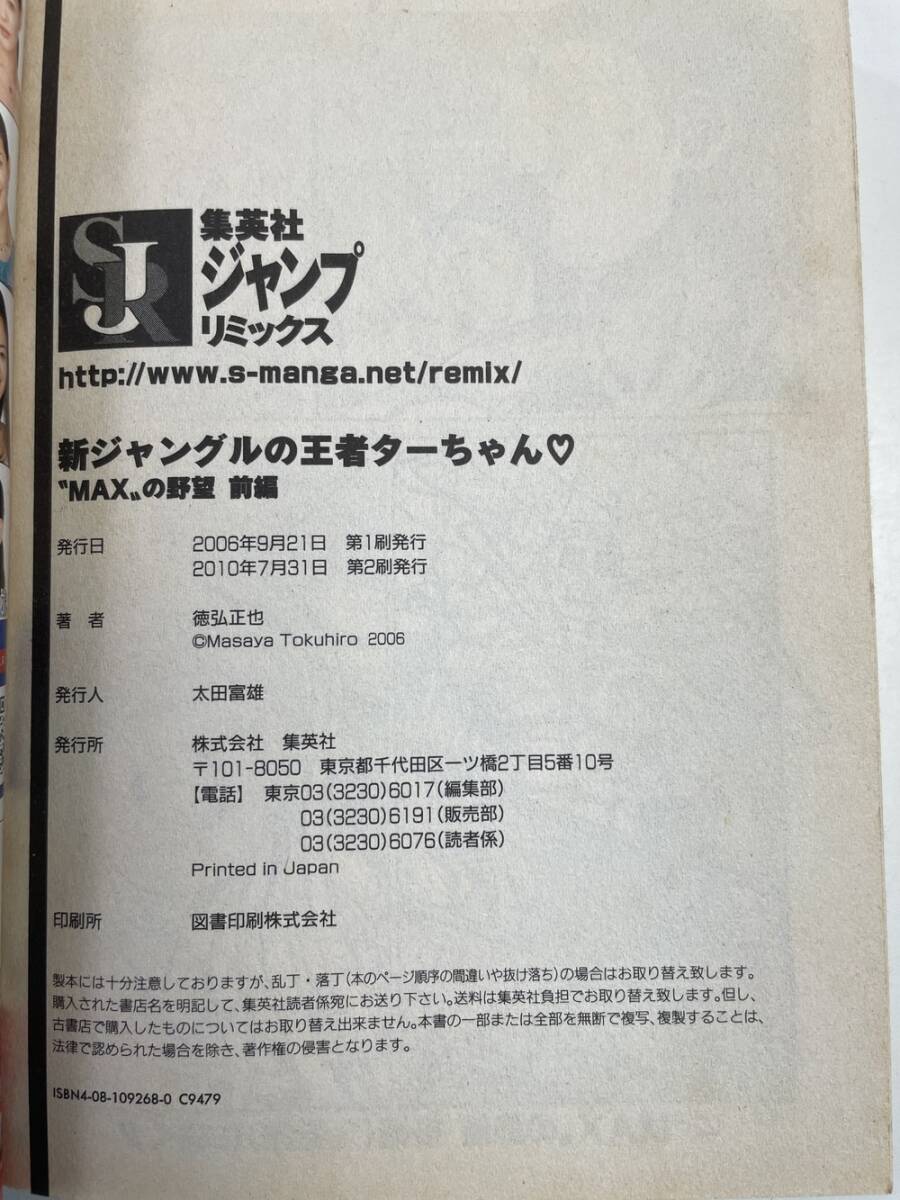 SJR
集英社
ジャンプ
リミックス
http://www.s-manga.net/remix/
新ジャングルの王者ターちゃん♡
〝MAX〟の野望 前編
発行日 2006年9月21日 第1刷発行
2010年7月31日 第2刷発行
著 者 徳弘正也
©Masaya Tokuhiro 2006
発行人 太田富雄
発行所 株式会社 集英社
〒101-8050 東京都千代田区一ツ橋2丁目5番10号
【電話】 東京03(3230)6017(編集部)
03(3230)6191(販売部)
03(3230)6076(読者係)
Printed in Japan
印刷所 図書印刷株式会社
製本には十分注意しておりますが、乱丁・落丁(本のページ順序の間違いや抜け落ち)の場合はお取り替え致します。
購入された書店名を明記して、集英社読者係宛にお送り下さい。送料は集英社負担でお取り替え致します。但し、
古書店で購入したものについてはお取り替え出来ません。本書の一部または全部を無断で複写、複製することは、
法律で認められた場合を除き、著作権の侵害となります。
ISBN4-08-109268-0 C9479